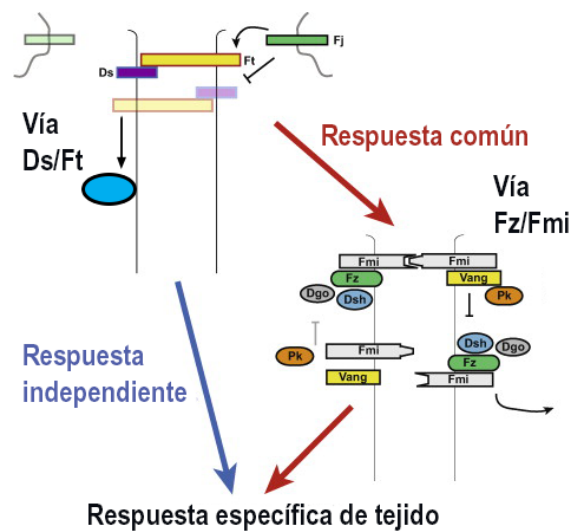 Fj
Ft
Ds
Vía
Ds/Ft
Respuesta común
Vía
Fz/Fmi
Fmi
Fmi
Fz
Vang
Dgo
Dsh
Pk
Dsh
Dgo
Pk
Fmi
Fz
Vang
Fmi
Respuesta
independiente
Respuesta específica de tejido